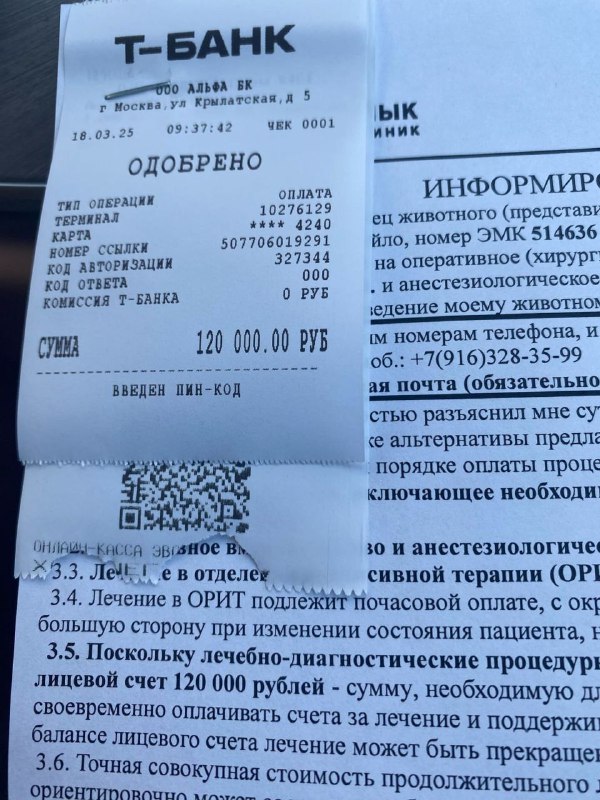 Т-БАНК
ООО АЛЬФА БК
г Москва,ул Крылатская,д 5
18.03.25 09:37:42 ЧЕК 0001
ОДОБРЕНО
ТИП ОПЕРАЦИИ ОПЛАТА
ТЕРМИНАЛ 10276129
КАРТА **** 4240
НОМЕР ССЫЛКИ 507706019291
КОД АВТОРИЗАЦИИ 327344
КОД ОТВЕТА 000
КОМИССИЯ Т-БАНКА 0 РУБ
СУММА 120 000.00 РУБ
ВВЕДЕН ПИН-КОД
ОНЛАЙН-КАССА
ЫК
иник
ИНФОРМИРО
ец животного (представи
йло, номер ЭМК 514636
на оперативное (хирург
. и анестезиологическое
ведение моему животном
им номерам телефона, и
об.: +7(916)328-35-99
ая почта (обязательно
стью разъяснил мне су
ке альтернативы предла
порядке оплаты проце
ключающее необходи
во и анестезиологиче
3.3. Ле е в отделе сивной терапии (ОРИ
3.4. Лечение в ОРИТ подлежит почасовой оплате, с окр
большую сторону при изменении состояния пациента, н
3.5. Поскольку лечебно-диагностические процедуры
лицевой счет 120 000 рублей - сумму, необходимую дл
своевременно оплачивать счета за лечение и поддержи
балансе лицевого счета лечение может быть прекраще
3.6. Точная совокупная стоимость продолжительного л
ориентировочно может